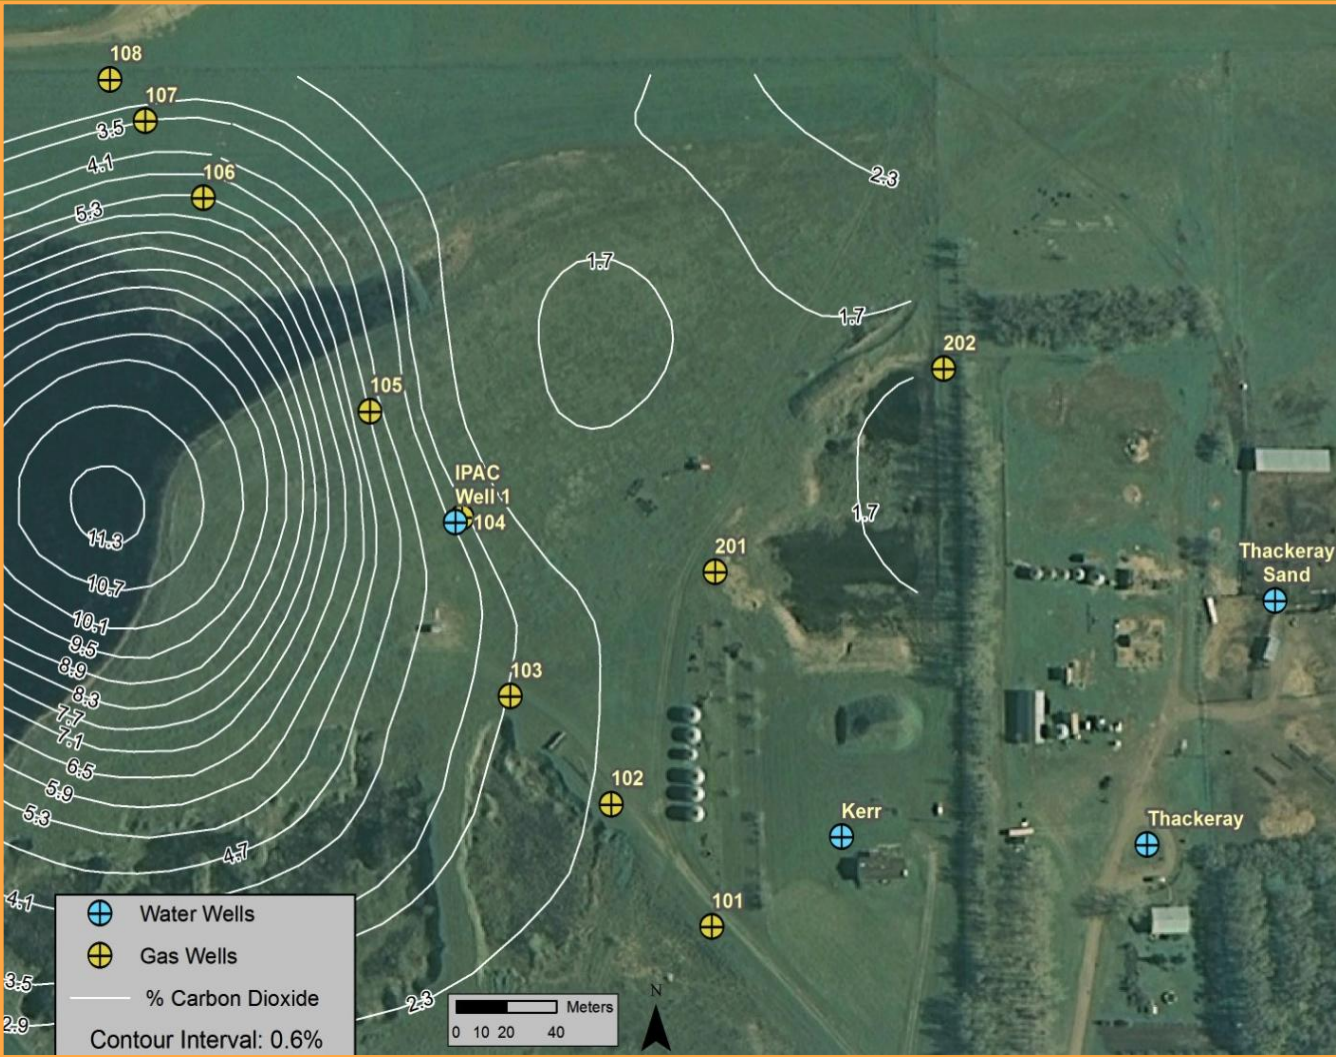 108
107
3.5
4.1
106
5.3
2.3
1.7
1.7
202
105
IPAC
Well 1
104
1.7
11.3
201
Thackeray
Sand
10.7
10.1
9.5
8.9
103
8.3
7.7
7.1
6.5
102
5.9
5.3
Kerr
Thackeray
4.7
4.1
101
Water Wells
Gas Wells
3.5
% Carbon Dioxide
2.3
2.9
Contour Interval: 0.6%
Meters
0 10 20 40
N